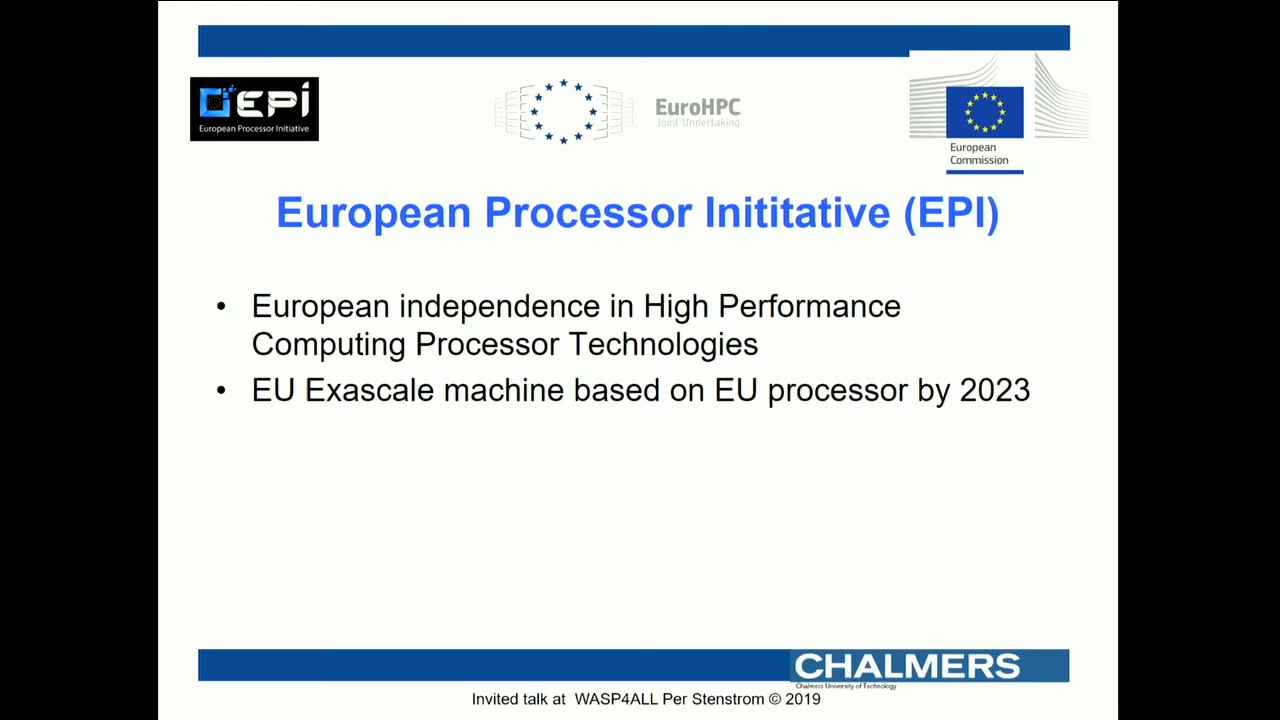 EPI
European Processor Initiative
EuroHPC
Joint Undertaking
European
Commission
European Processor Inititative (EPI)
• European independence in High Performance
Computing Processor Technologies
• EU Exascale machine based on EU processor by 2023
CHALMERS
Chalmers University of Technology
Invited talk at WASP4ALL Per Stenstrom © 2019